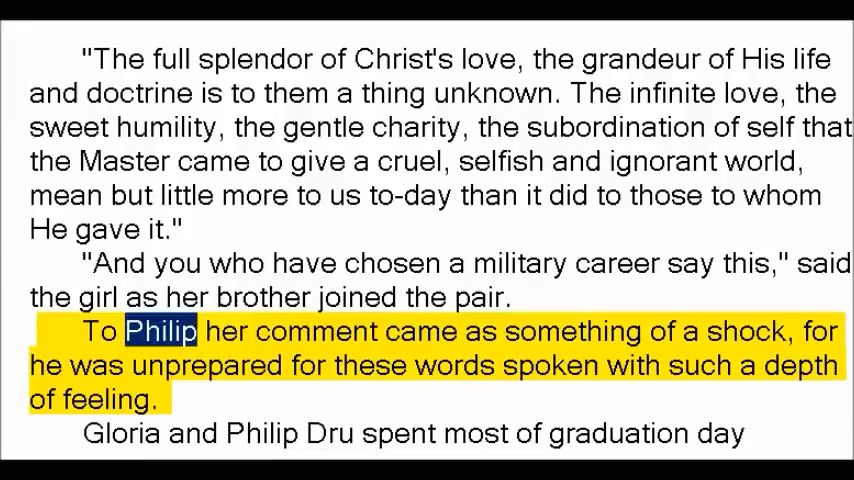 "The full splendor of Christ's love, the grandeur of His life
and doctrine is to them a thing unknown. The infinite love, the
sweet humility, the gentle charity, the subordination of self that
the Master came to give a cruel, selfish and ignorant world,
mean but little more to us to-day than it did to those to whom
He gave it."
"And you who have chosen a military career say this," said
the girl as her brother joined the pair.
To Philip her comment came as something of a shock, for
he was unprepared for these words spoken with such a depth
of feeling.
Gloria and Philip Dru spent most of graduation day